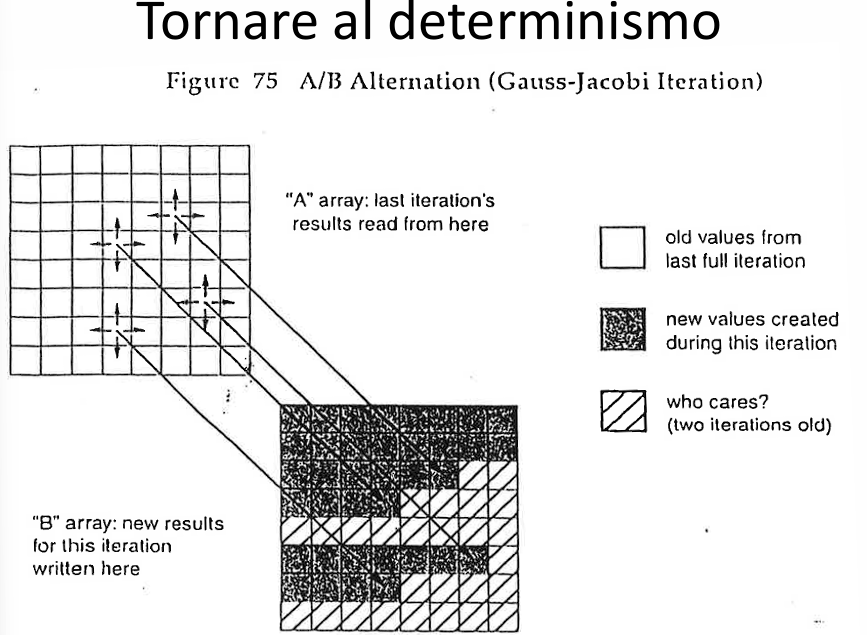 Tornare al determinismo
Figure 75 A/B Alternation (Gauss-Jacobi Iteration)
"A" array: last iteration's
results read from here
old values from
last full iteration
new values created
during this iteration
who cares?
(two iterations old)
"B" array: new results
for this iteration
written here